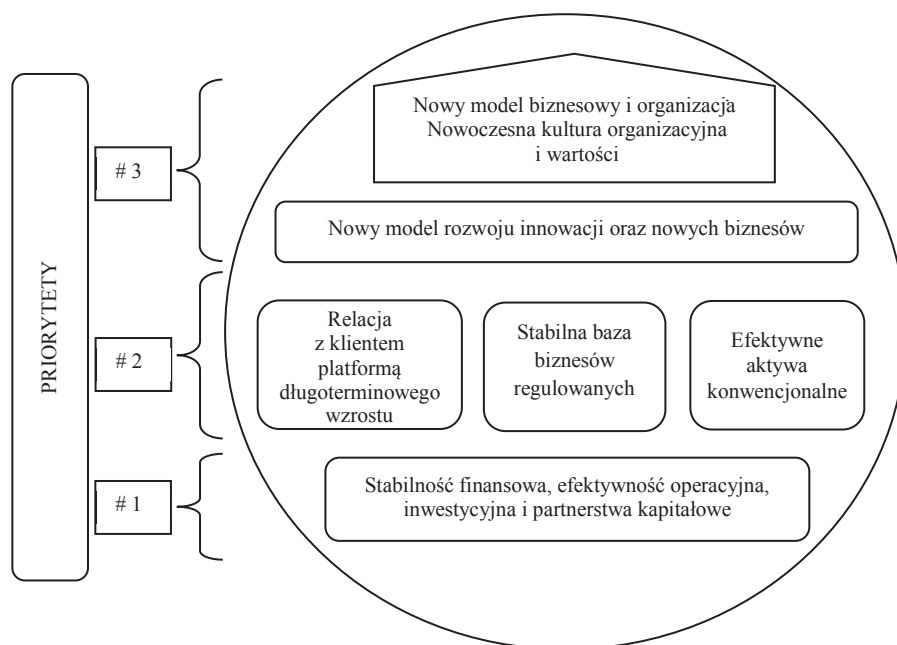 PRIORYTETY
# 3
Nowy model biznesowy i organizacja
Nowoczesna kultura organizacyjna
i wartości
Nowy model rozwoju innowacji oraz nowych biznesów
# 2
Relacja
z klientem
platformą
długoterminowego
wzrostu
Stabilna baza
biznesów
regulowanych
Efektywne
aktywa
konwencjonalne
# 1
Stabilność finansowa, efektywność operacyjna,
inwestycyjna i partnerstwa kapitałowe